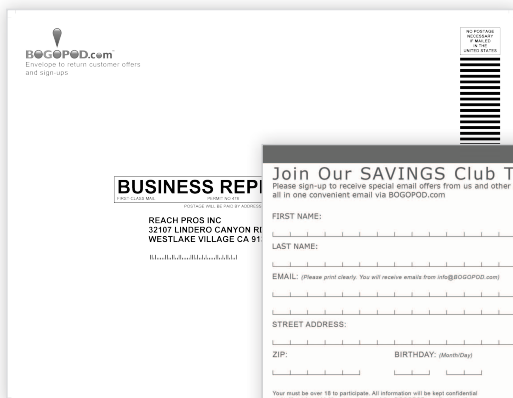 BOGOPOD.com™
Envelope to return customer offers
and sign-ups
NO POSTAGE
NECESSARY
IF MAILED
IN THE
UNITED STATES
BUSINESS REP
FIRST-CLASS MAIL PERMIT NO 476
POSTAGE WILL BE PAID BY ADDRESS
REACH PROS INC
32107 LINDERO CANYON RI
WESTLAKE VILLAGE CA 91
Join Our SAVINGS Club T
Please sign-up to receive special email offers from us and other
all in one convenient email via BOGOPOD.com
FIRST NAME:
LAST NAME:
EMAIL: (Please print clearly. You will receive emails from info@BOGOPOD.com)
STREET ADDRESS:
ZIP: BIRTHDAY: (Month/Day)
Your must be over 18 to participate. All information will be kept confidential